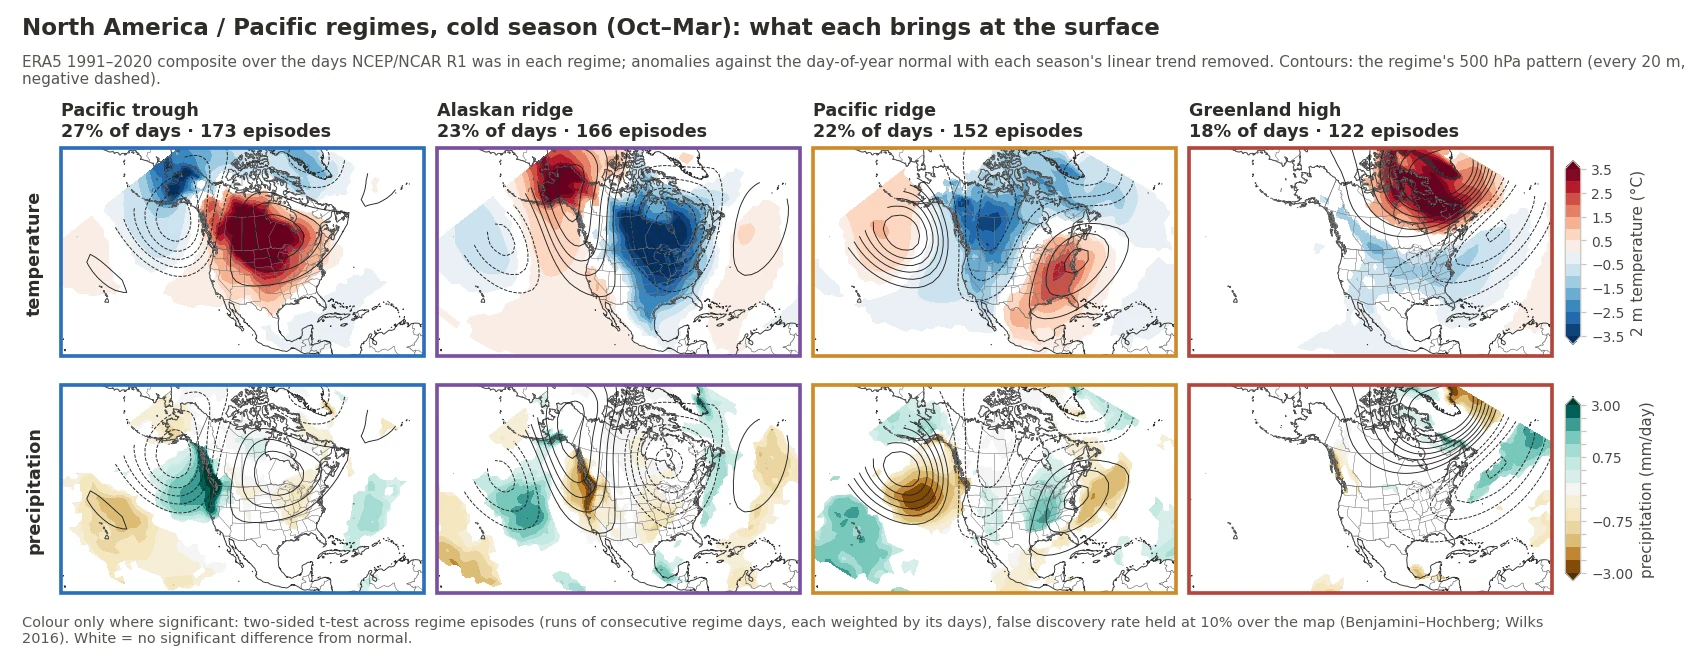 North America / Pacific regimes, cold season (Oct–Mar): what each brings at the surface
ERA5 1991–2020 composite over the days NCEP/NCAR R1 was in each regime; anomalies against the day-of-year normal with each season's linear trend removed. Contours: the regime's 500 hPa pattern (every 20 m,
negative dashed).
Pacific trough
27% of days · 173 episodes
Alaskan ridge
23% of days · 166 episodes
Pacific ridge
22% of days · 152 episodes
Greenland high
18% of days · 122 episodes
temperature
3.5
2.5
1.5
0.5
−0.5
−1.5
−2.5
−3.5
2 m temperature (°C)
precipitation
3.00
0.75
−0.75
−3.00
precipitation (mm/day)
Colour only where significant: two-sided t-test across regime episodes (runs of consecutive regime days, each weighted by its days), false discovery rate held at 10% over the map (Benjamini–Hochberg; Wilks
2016). White = no significant difference from normal.